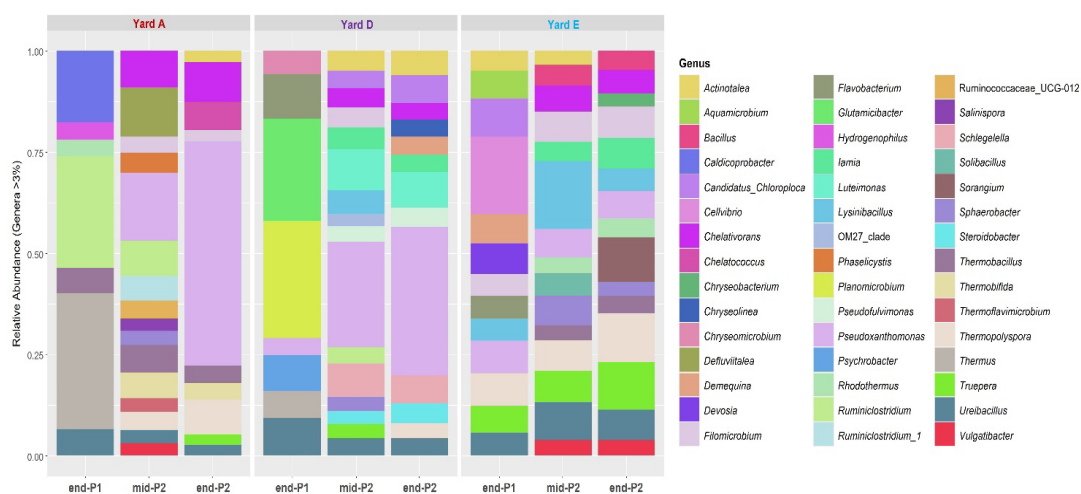 Yard A
Yard D
Yard E
Relative Abundance (Genera >3%)
1.00
0.75
0.50
0.25
0.00
end-P1
mid-P2
end-P2
end-P1
mid-P2
end-P2
end-P1
mid-P2
end-P2
Genus
Actinotalea
Aquamicrobium
Bacillus
Caldicoprobacter
Candidatus_Chloroploca
Cellvibrio
Chelativorans
Chelatococcus
Chryseobacterium
Chryseolinea
Chryseomicrobium
Defluviitalea
Demequina
Devosia
Filomicrobium
Flavobacterium
Glutamicibacter
Hydrogenophilus
Iamia
Luteimonas
Lysinibacillus
OM27_clade
Phaselicystis
Planomicrobium
Pseudofulvimonas
Pseudoxanthomonas
Psychrobacter
Rhodothermus
Ruminiclostridium
Ruminiclostridium_1
Ruminococcaceae_UCG-012
Salinispora
Schlegelella
Solibacillus
Sorangium
Sphaerobacter
Steroidobacter
Thermobacillus
Thermobifida
Thermoflavimicrobium
Thermopolyspora
Thermus
Truepera
Ureibacillus
Vulgatibacter